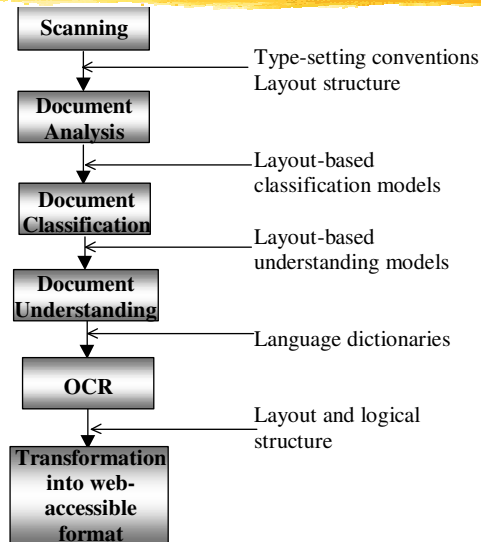 Scanning
Type-setting conventions
Layout structure
Document
Analysis
Layout-based
classification models
Document
Classification
Layout-based
understanding models
Document
Understanding
Language dictionaries
OCR
Layout and logical
structure
Transformation
into web-
accessible
format